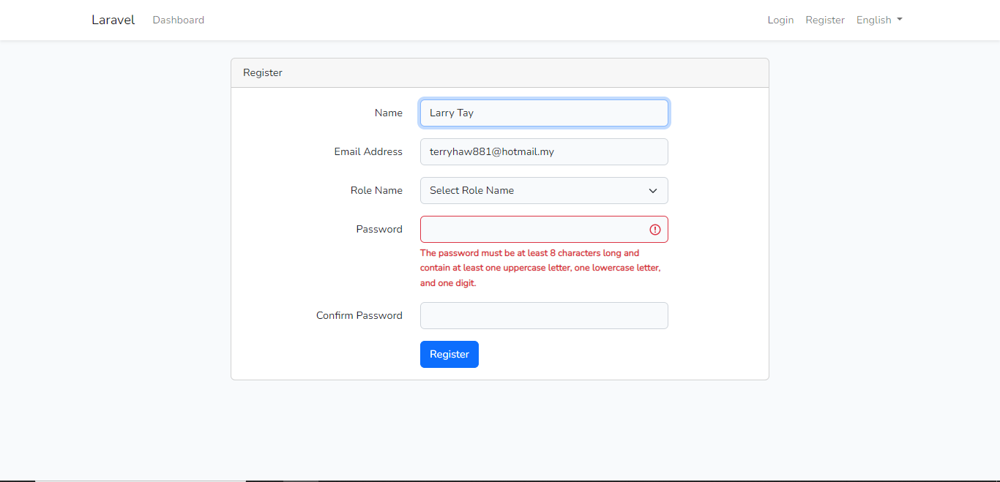 Laravel Dashboard Login Register English
Register
Name Larry Tay
Email Address terryhaw881@hotmail.my
Role Name Select Role Name
Password
The password must be at least 8 characters long and
contain at least one uppercase letter, one lowercase letter,
and one digit.
Confirm Password
Register